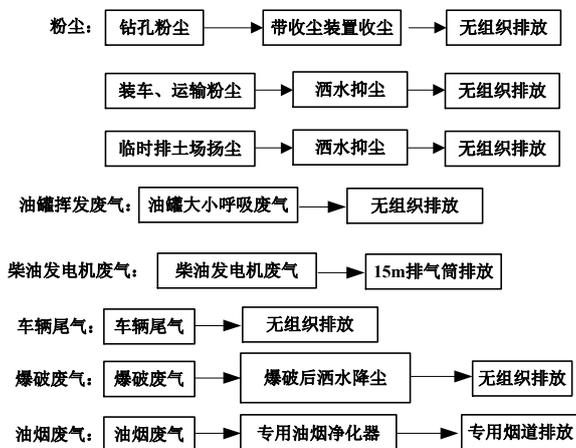 粉尘： 钻孔粉尘 带收尘装置收尘 无组织排放
装车、运输粉尘 洒水抑尘 无组织排放
临时排土场扬尘 洒水抑尘 无组织排放
油罐挥发废气： 油罐大小呼吸废气 无组织排放
柴油发电机废气： 柴油发电机废气 15m排气筒排放
车辆尾气： 车辆尾气 无组织排放
爆破废气： 爆破废气 爆破后洒水降尘 无组织排放
油烟废气： 油烟废气 专用油烟净化器 专用烟道排放